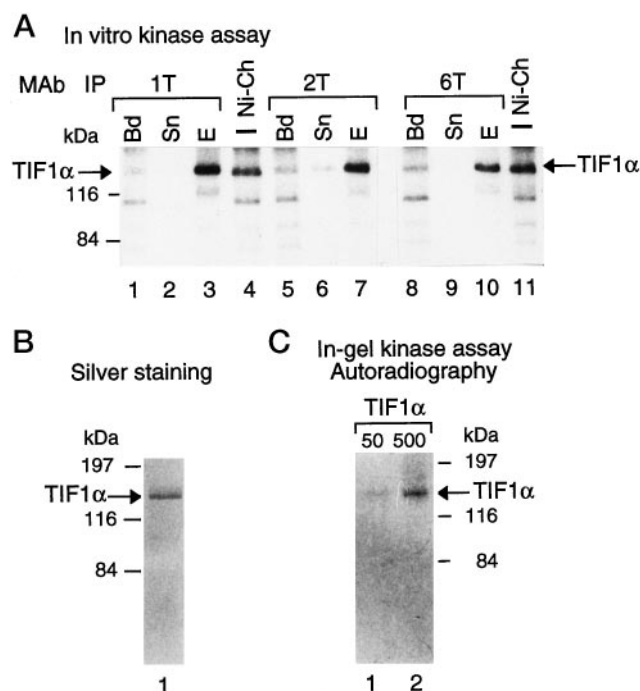 A In vitro kinase assay
MAb IP 1T I Ni-Ch 2T 6T I Ni-Ch
kDa Bd Sn E Bd Sn E Bd Sn E
TIF1α TIF1α
116
84
1 2 3 4 5 6 7 8 9 10 11
B
Silver staining
kDa
197
TIF1α
116
84
1
C In-gel kinase assay
Autoradiography
TIF1α
50 500 kDa
197
TIF1α
116
84
1 2